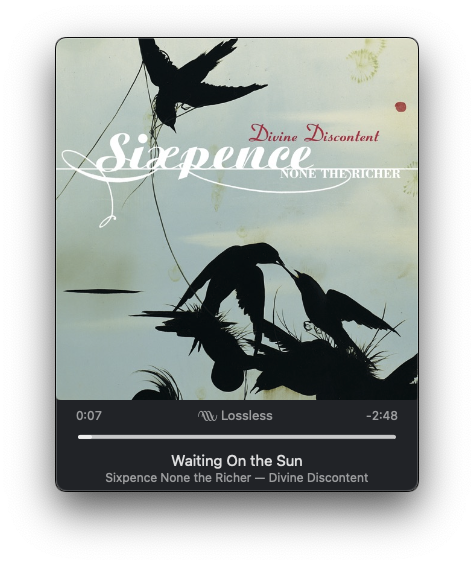 Divine Discontent
Sixpence
NONE THE RICHER
0:07 Lossless -2:48
Waiting On the Sun
Sixpence None the Richer — Divine Discontent